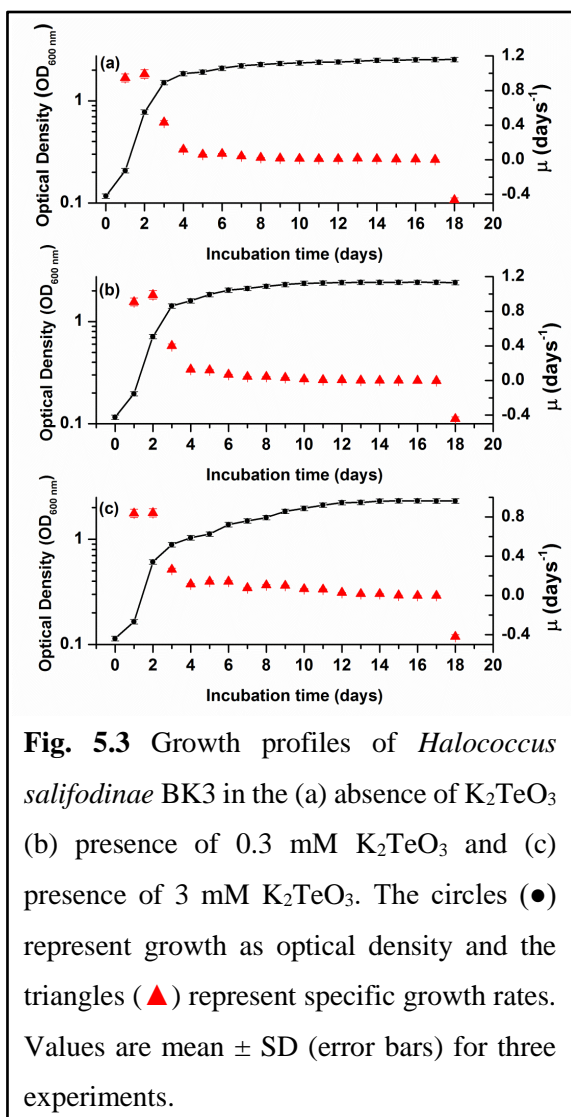 (a)
Optical Density (OD600 nm)
1
0.1
1.2
0.8
0.4
0.0
-0.4
μ (days-1)
0 2 4 6 8 10 12 14 16 18 20
Incubation time (days)
(b)
Optical Density (OD600 nm)
1
0.1
1.2
0.8
0.4
0.0
-0.4
μ (days-1)
0 2 4 6 8 10 12 14 16 18 20
Incubation time (days)
(c)
Optical Density (OD600 nm)
1
0.1
0.8
0.4
0.0
-0.4
μ (days-1)
0 2 4 6 8 10 12 14 16 18 20
Incubation time (days)
Fig. 5.3 Growth profiles of Halococcus
salifodinae BK3 in the (a) absence of K2TeO3
(b) presence of 0.3 mM K2TeO3 and (c)
presence of 3 mM K2TeO3. The circles (●)
represent growth as optical density and the
triangles (▲) represent specific growth rates.
Values are mean ± SD (error bars) for three
experiments.